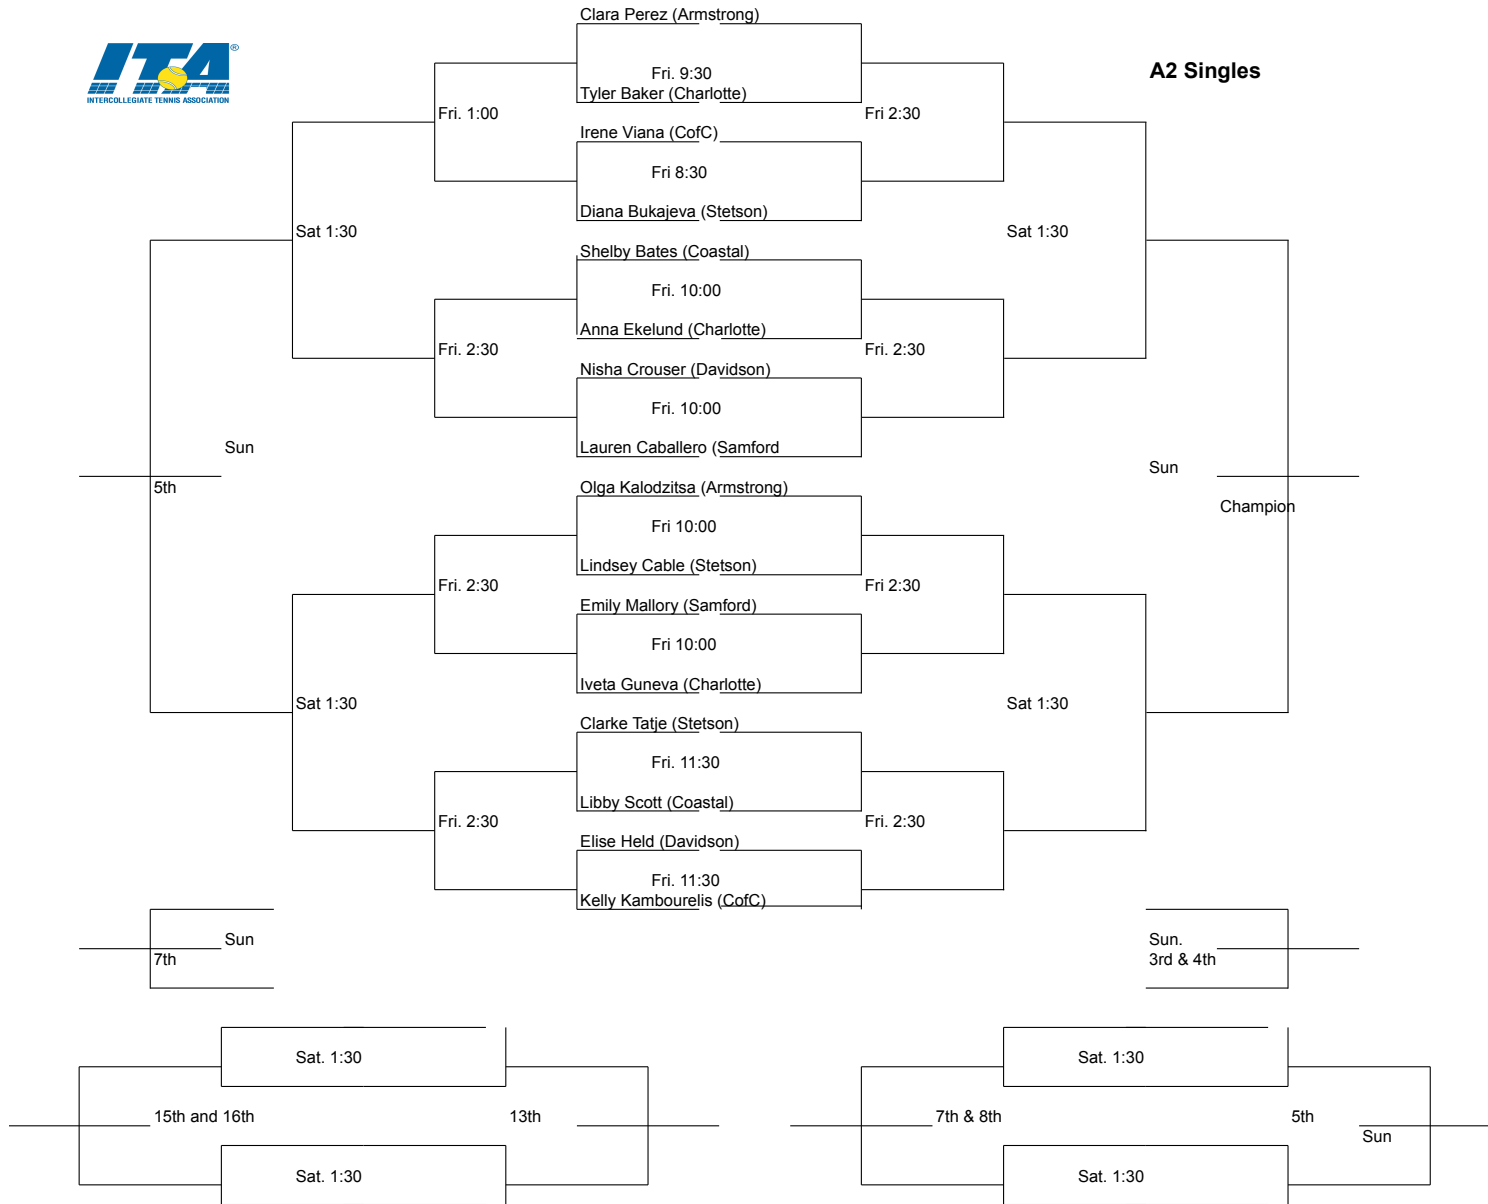 Clara Perez (Armstrong)
ITA®
INTERCOLLEGIATE TENNIS ASSOCIATION
A2 Singles
Fri. 9:30
Tyler Baker (Charlotte)
Fri. 1:00
Fri 2:30
Irene Viana (CofC)
Fri 8:30
Diana Bukajeva (Stetson)
Sat 1:30
Sat 1:30
Shelby Bates (Coastal)
Fri. 10:00
Anna Ekelund (Charlotte)
Fri. 2:30
Fri. 2:30
Nisha Crouser (Davidson)
Fri. 10:00
Lauren Caballero (Samford
Sun
Sun
5th
Champion
Olga Kalodzitsa (Armstrong)
Fri 10:00
Lindsey Cable (Stetson)
Fri. 2:30
Fri 2:30
Emily Mallory (Samford)
Fri 10:00
Iveta Guneva (Charlotte)
Sat 1:30
Sat 1:30
Clarke Tatje (Stetson)
Fri. 11:30
Libby Scott (Coastal)
Fri. 2:30
Fri. 2:30
Elise Held (Davidson)
Fri. 11:30
Kelly Kambourelis (CofC)
Sun
7th
Sun.
3rd & 4th
Sat. 1:30
Sat. 1:30
15th and 16th
13th
7th & 8th
5th
Sun
Sat. 1:30
Sat. 1:30